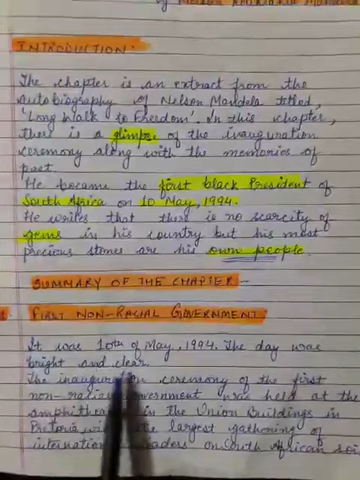 by
INTRODUCTION:
The chapter is an extract from the
autobiography of Nelson Mandela titled,
'Long Walk to Freedom'. In this chapter,
there is a glimpse of the inauguration
ceremony along with the memories of
past.
He became the first black President of
South Africa on 10 May, 1994.
He writes that there is no scarcity of
gems in his country but his most
precious stones are his own people.
SUMMARY OF THE CHAPTER-
FIRST NON-RACIAL GOVERNMENT:
It was 10th of May, 1994. The day was
bright and clear.
The inauguration ceremony of the first
non- government was held at the
in the Union Buildings in
Pretoria the largest gathering of
on South African soi